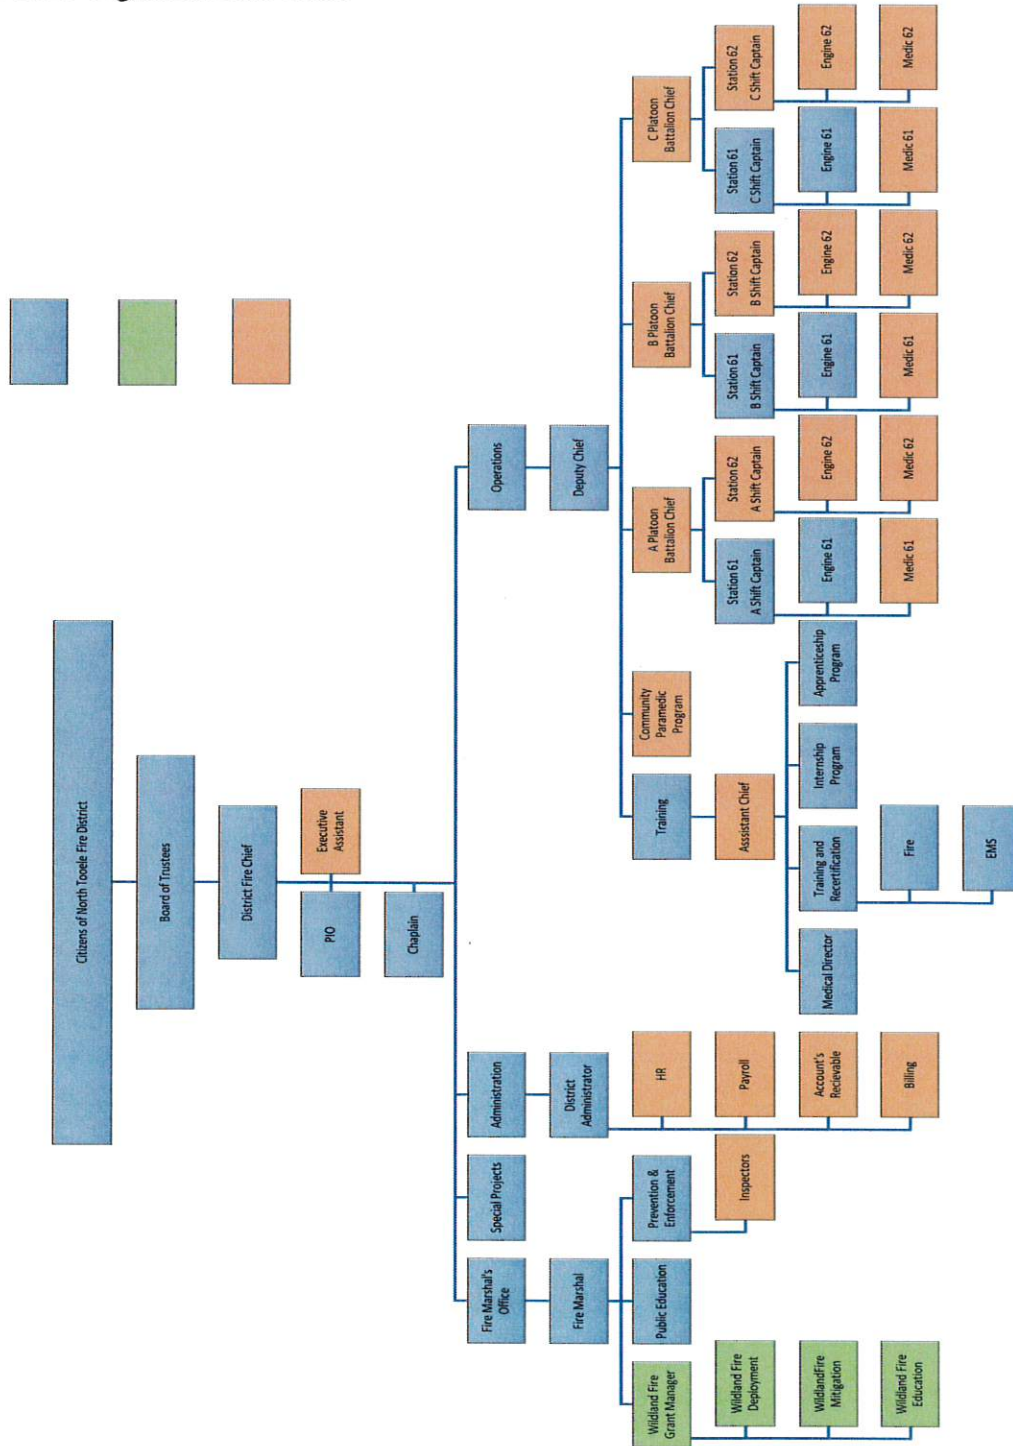 Citizens of North Tooele Fire District
Board of Trustees
District Fire Chief
PIO
Executive
Assistant
Chaplain
Fire Marshal's
Office
Special Projects
Administration
Operations
Fire Marshal
District
Administrator
Deputy Chief
Wildland Fire
Grant Manager
Public Education
Prevention &
Enforcement
HR
Training
Community
Paramedic
Program
A Platoon
Battalion Chief
B Platoon
Battalion Chief
C Platoon
Battalion Chief
Wildland Fire
Deployment
Inspectors
Payroll
Asssistant Chief
Station 61
A Shift Captain
Station 62
A Shift Captain
Station 61
B Shift Captain
Station 62
B Shift Captain
Station 61
C Shift Captain
Station 62
C Shift Captain
WildlandFire
Mitigation
Account's
Recievable
Medical Director
Training and
Recertification
Internship
Program
Apprenticeship
Program
Engine 61
Engine 62
Engine 61
Engine 62
Engine 61
Engine 62
Wildland Fire
Education
Billing
Fire
Medic 61
Medic 62
Medic 61
Medic 62
Medic 61
Medic 62
EMS